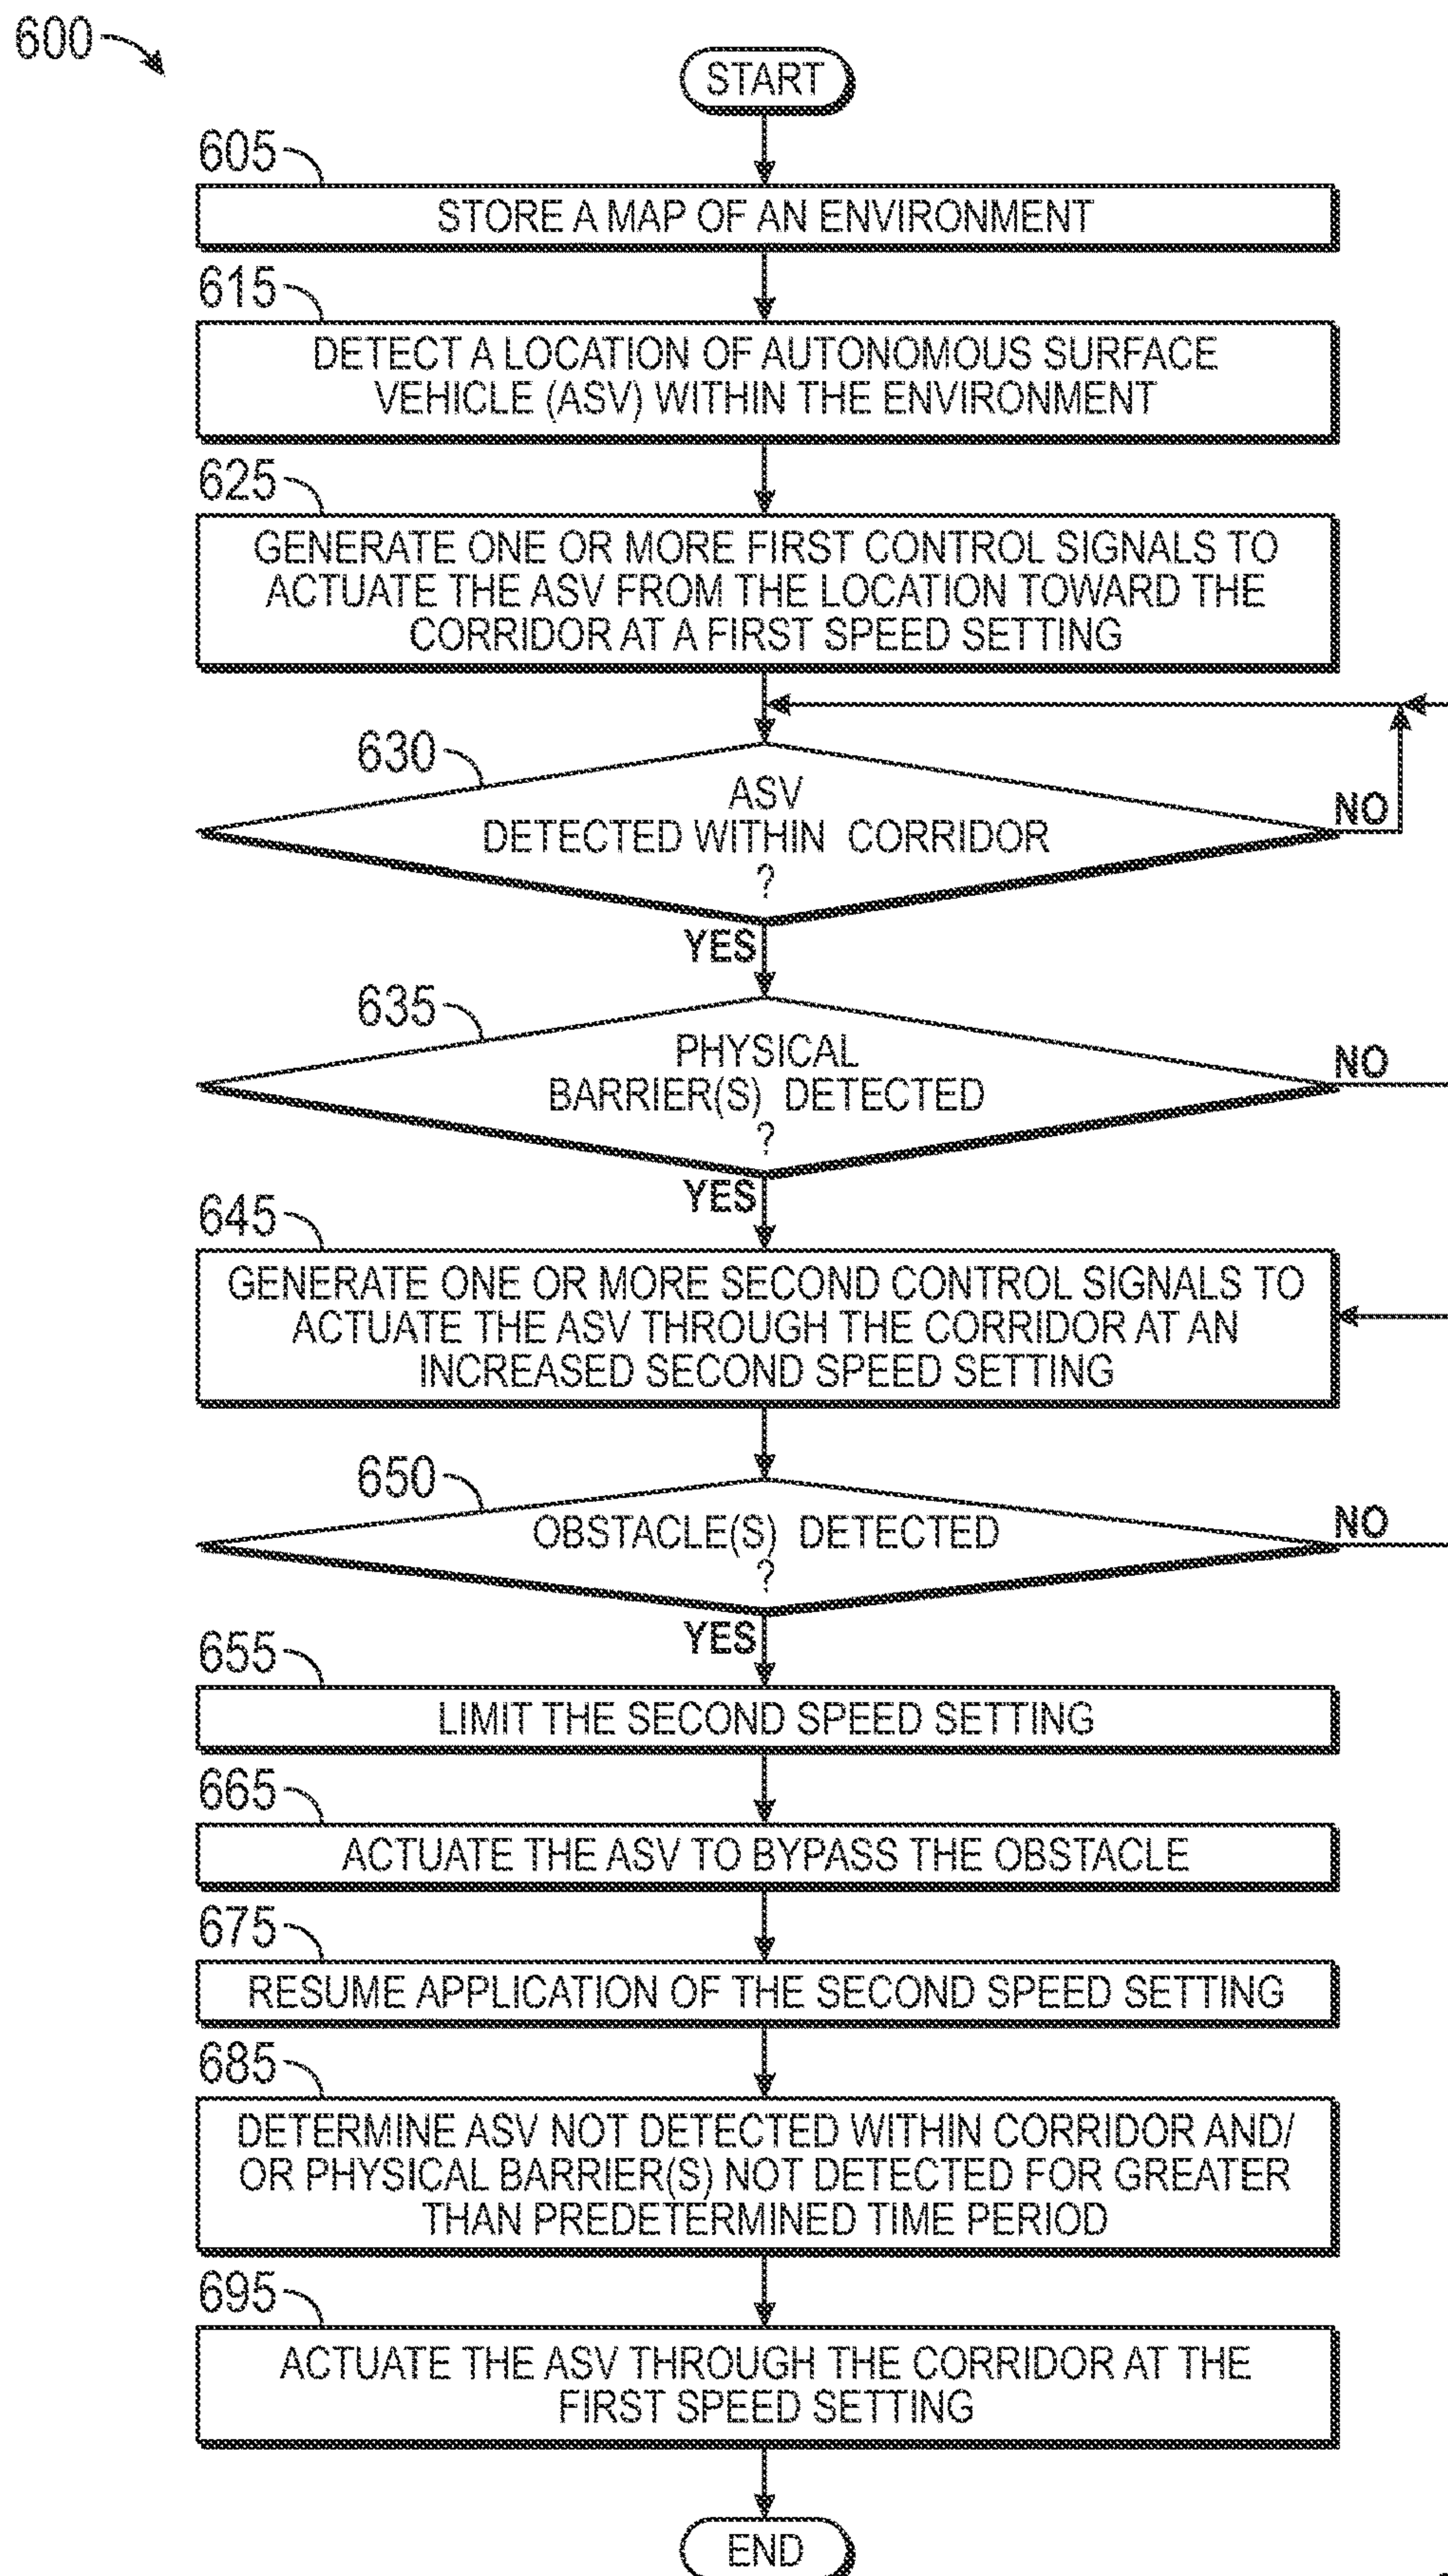 600
START
605
STORE A MAP OF AN ENVIRONMENT
615
DETECT A LOCATION OF AUTONOMOUS SURFACE
VEHICLE (ASV) WITHIN THE ENVIRONMENT
625
GENERATE ONE OR MORE FIRST CONTROL SIGNALS TO
ACTUATE THE ASV FROM THE LOCATION TOWARD THE
CORRIDOR AT A FIRST SPEED SETTING
630
ASV
DETECTED WITHIN CORRIDOR
?
NO
YES
635
PHYSICAL
BARRIER(S) DETECTED
?
NO
YES
645
GENERATE ONE OR MORE SECOND CONTROL SIGNALS TO
ACTUATE THE ASV THROUGH THE CORRIDOR AT AN
INCREASED SECOND SPEED SETTING
650
OBSTACLE(S) DETECTED
?
NO
YES
655
LIMIT THE SECOND SPEED SETTING
665
ACTUATE THE ASV TO BYPASS THE OBSTACLE
675
RESUME APPLICATION OF THE SECOND SPEED SETTING
685
DETERMINE ASV NOT DETECTED WITHIN CORRIDOR AND/
OR PHYSICAL BARRIER(S) NOT DETECTED FOR GREATER
THAN PREDETERMINED TIME PERIOD
695
ACTUATE THE ASV THROUGH THE CORRIDOR AT THE
FIRST SPEED SETTING
END